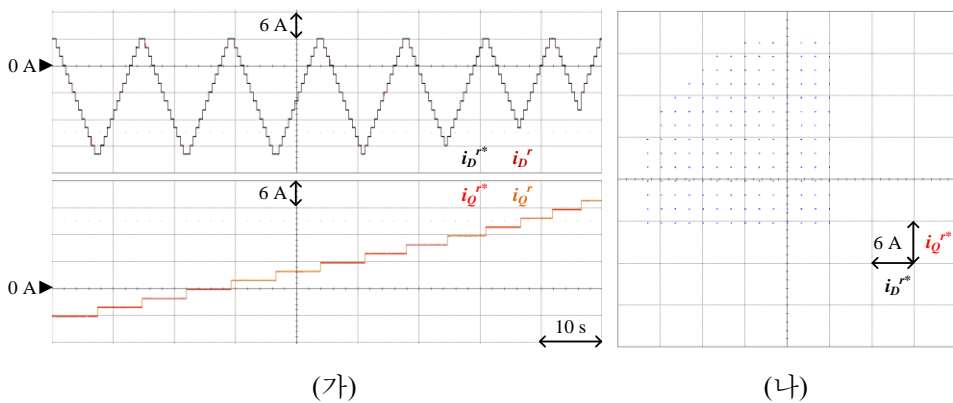 6 A
0 A
i_D^{r*} i_D^r
6 A
i_Q^{r*} i_Q^r
0 A
10 s
(가)
6 A
i_Q^{r*}
i_D^{r*}
(나)